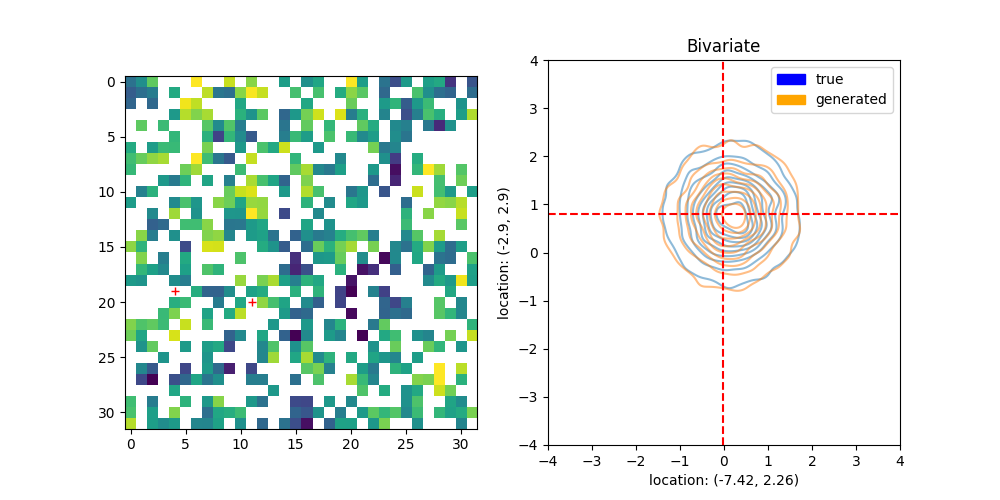 Bivariate
true
generated
0
5
10
15
20
25
30
0 5 10 15 20 25 30
4
3
2
1
0
−1
−2
−3
−4
−4 −3 −2 −1 0 1 2 3 4
location: (-2.9, 2.9)
location: (-7.42, 2.26)